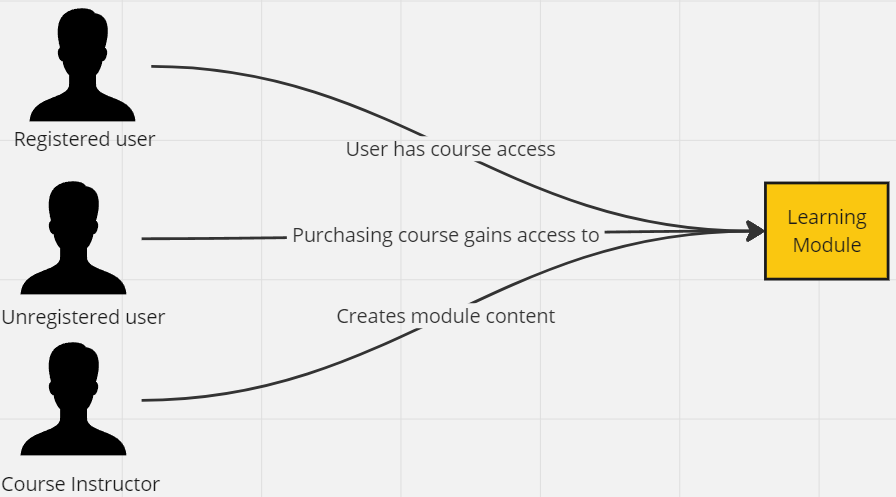 Registered user
User has course access
Learning
Module
Purchasing course gains access to
Unregistered user
Creates module content
Course Instructor